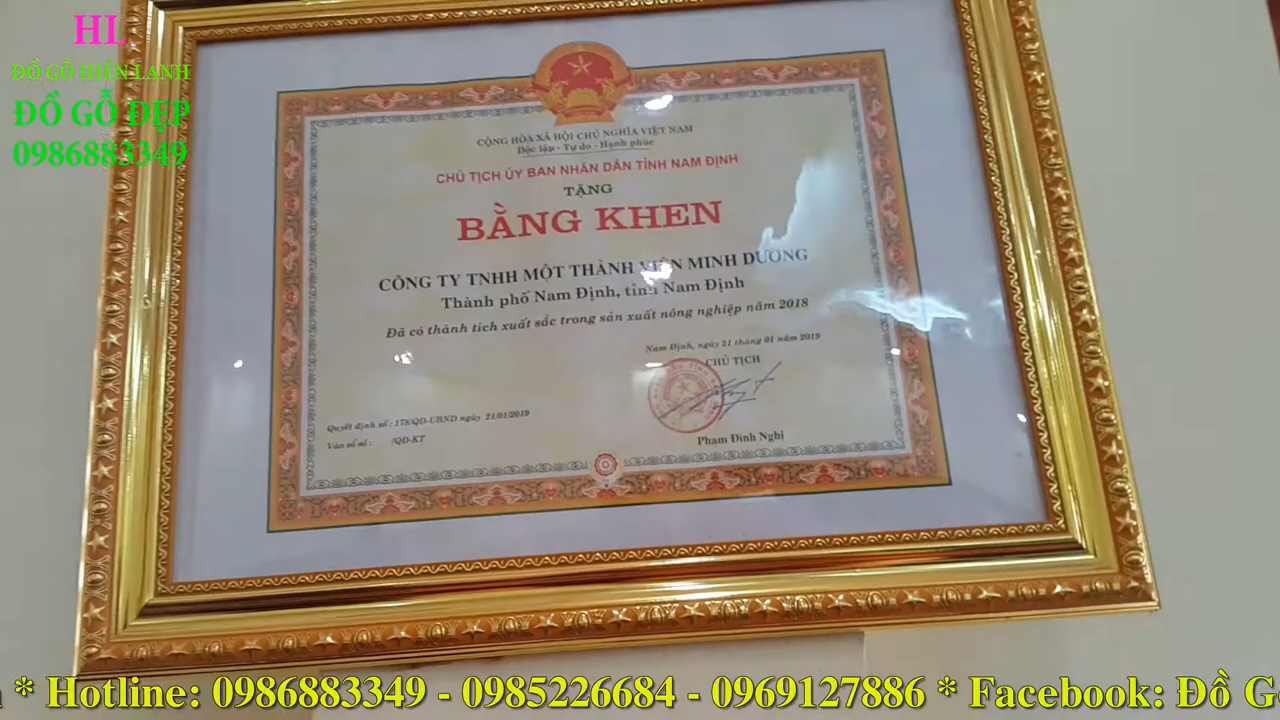 HL
ĐỒ GỖ HIỀN LANH
ĐỒ GỖ ĐẸP
0986883349
CỘNG HÒA XÃ HỘI CHỦ NGHĨA VIỆT NAM
Độc lập - Tự do - Hạnh phúc
CHỦ TỊCH ỦY BAN NHÂN DÂN TỈNH NAM ĐỊNH
TẶNG
BẰNG KHEN
CÔNG TY TNHH MỘT THÀNH VIÊN MINH DƯƠNG
Thành phố Nam Định, tỉnh Nam Định
Đã có thành tích xuất sắc trong sản xuất nông nghiệp năm 2018
Nam Định, ngày 21 tháng 01 năm 2019
CHỦ TỊCH
Quyết định số : 178/QĐ-UBND ngày 21/01/2019
Vào sổ số : /QĐ-KT
Phạm Đình Nghị
* Hotline: 0986883349 - 0985226684 - 0969127886 * Facebook: Đồ G